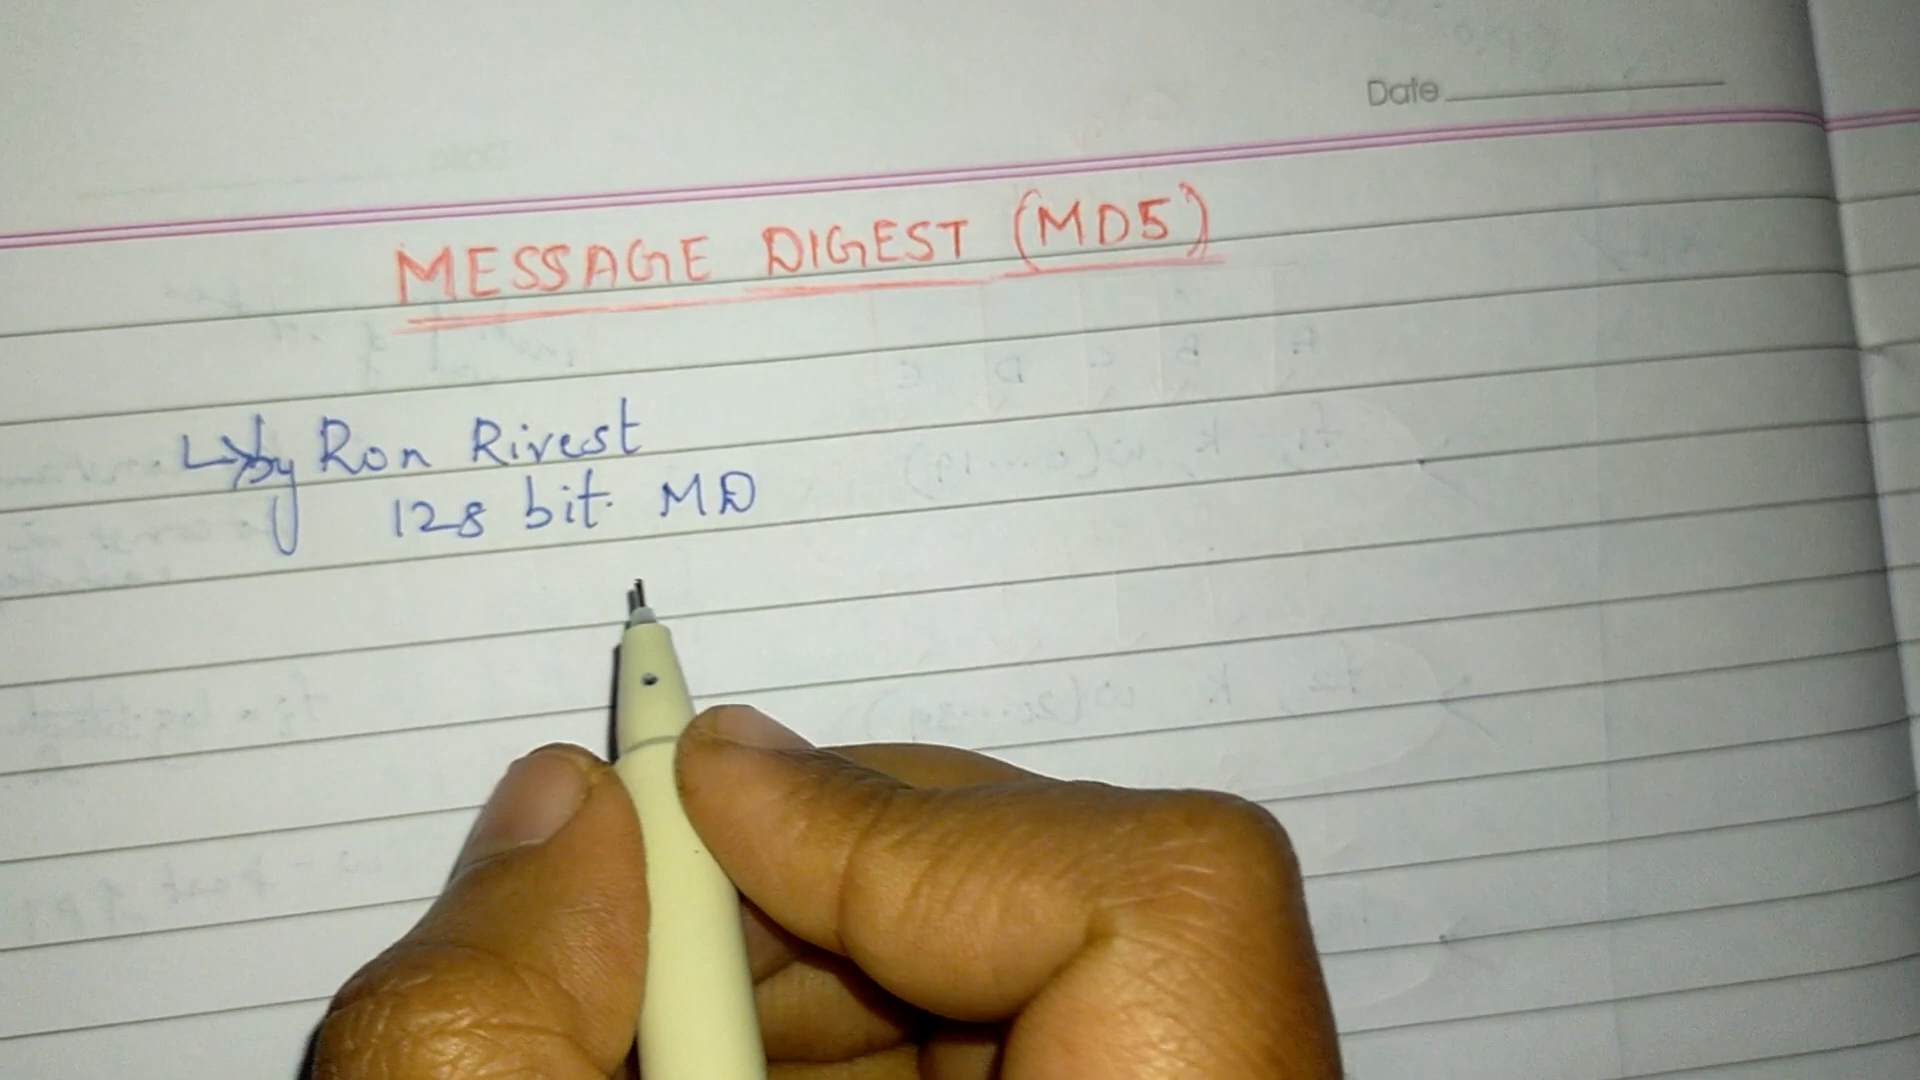 Date
MESSAGE DIGEST (MD5)
by Ron Rivest
128 bit. MD